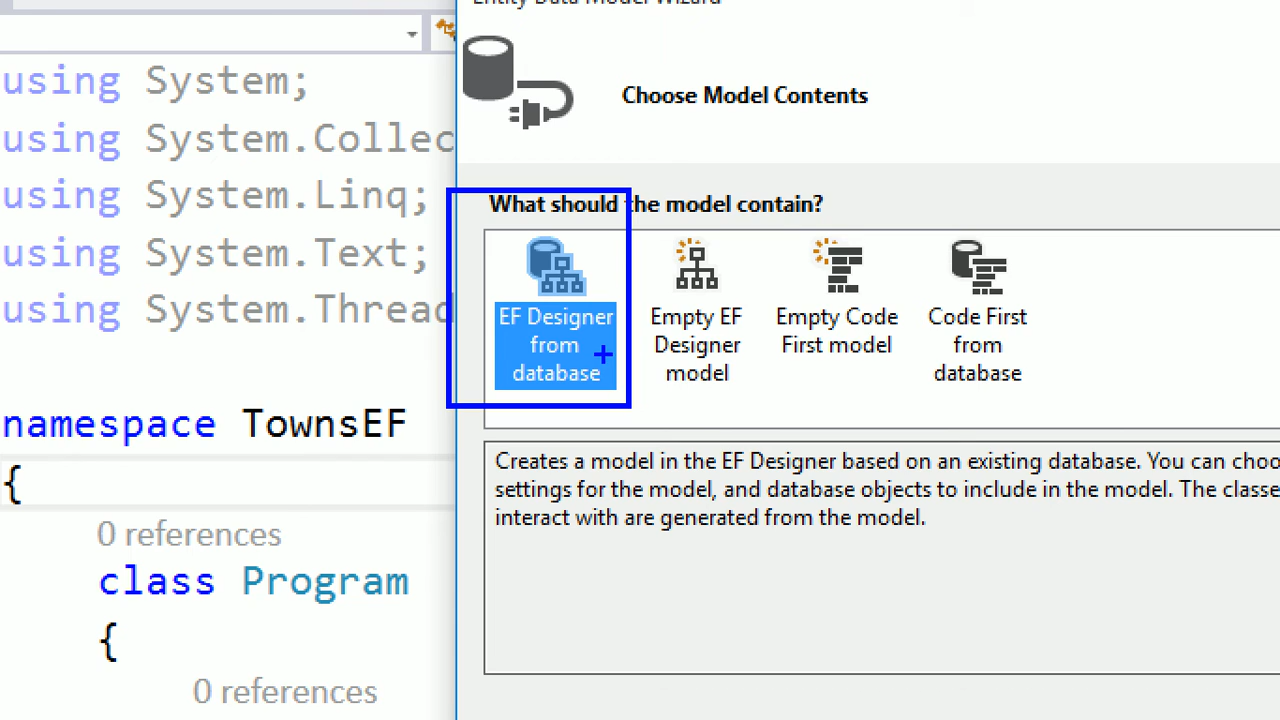 Entity Data Model Wizard
using System;
using System.Collec
using System.Linq;
using System.Text;
using System.Thread
namespace TownsEF
{
0 references
class Program
{
0 references
Choose Model Contents
What should the model contain?
EF Designer
from
database
Empty EF
Designer
model
Empty Code
First model
Code First
from
database
Creates a model in the EF Designer based on an existing database. You can choo
settings for the model, and database objects to include in the model. The classe
interact with are generated from the model.